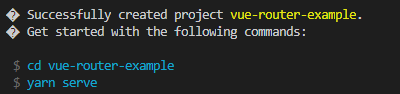 � Successfully created project vue-router-example.
� Get started with the following commands:
$ cd vue-router-example
$ yarn serve